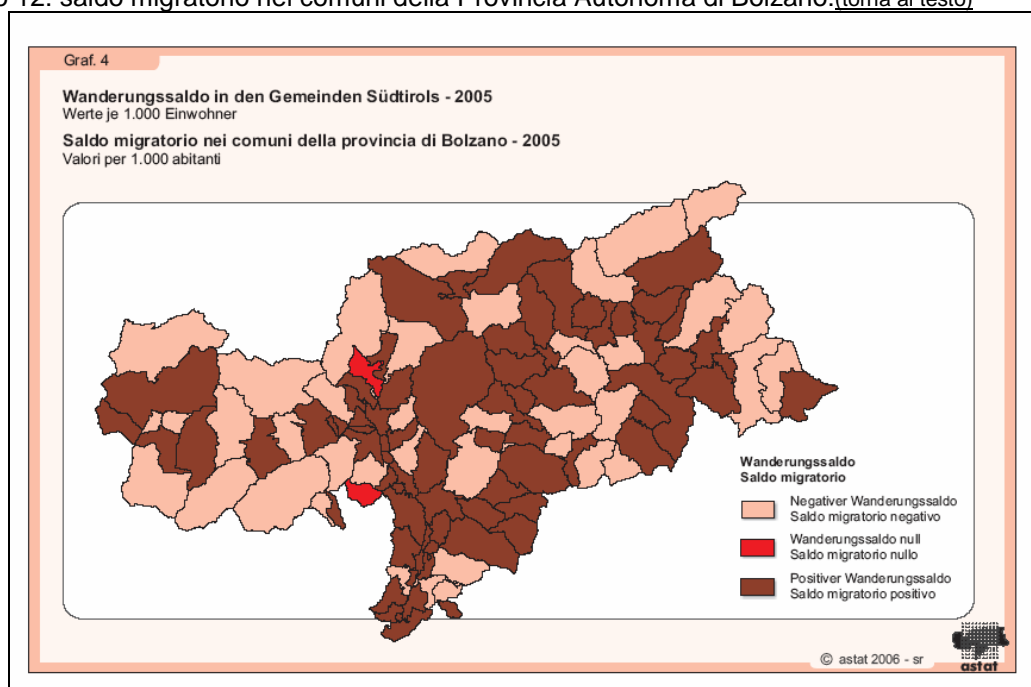 12: saldo migratorio nei comuni della Provincia Autonoma di Bolzano.(torna al testo)
Graf. 4
Wanderungssaldo in den Gemeinden Südtirols - 2005
Werte je 1.000 Einwohner
Saldo migratorio nei comuni della provincia di Bolzano - 2005
Valori per 1.000 abitanti
Wanderungssaldo
Saldo migratorio
Negativer Wanderungssaldo
Saldo migratorio negativo
Wanderungssaldo null
Saldo migratorio nullo
Positiver Wanderungssaldo
Saldo migratorio positivo
© astat 2006 - sr
astat